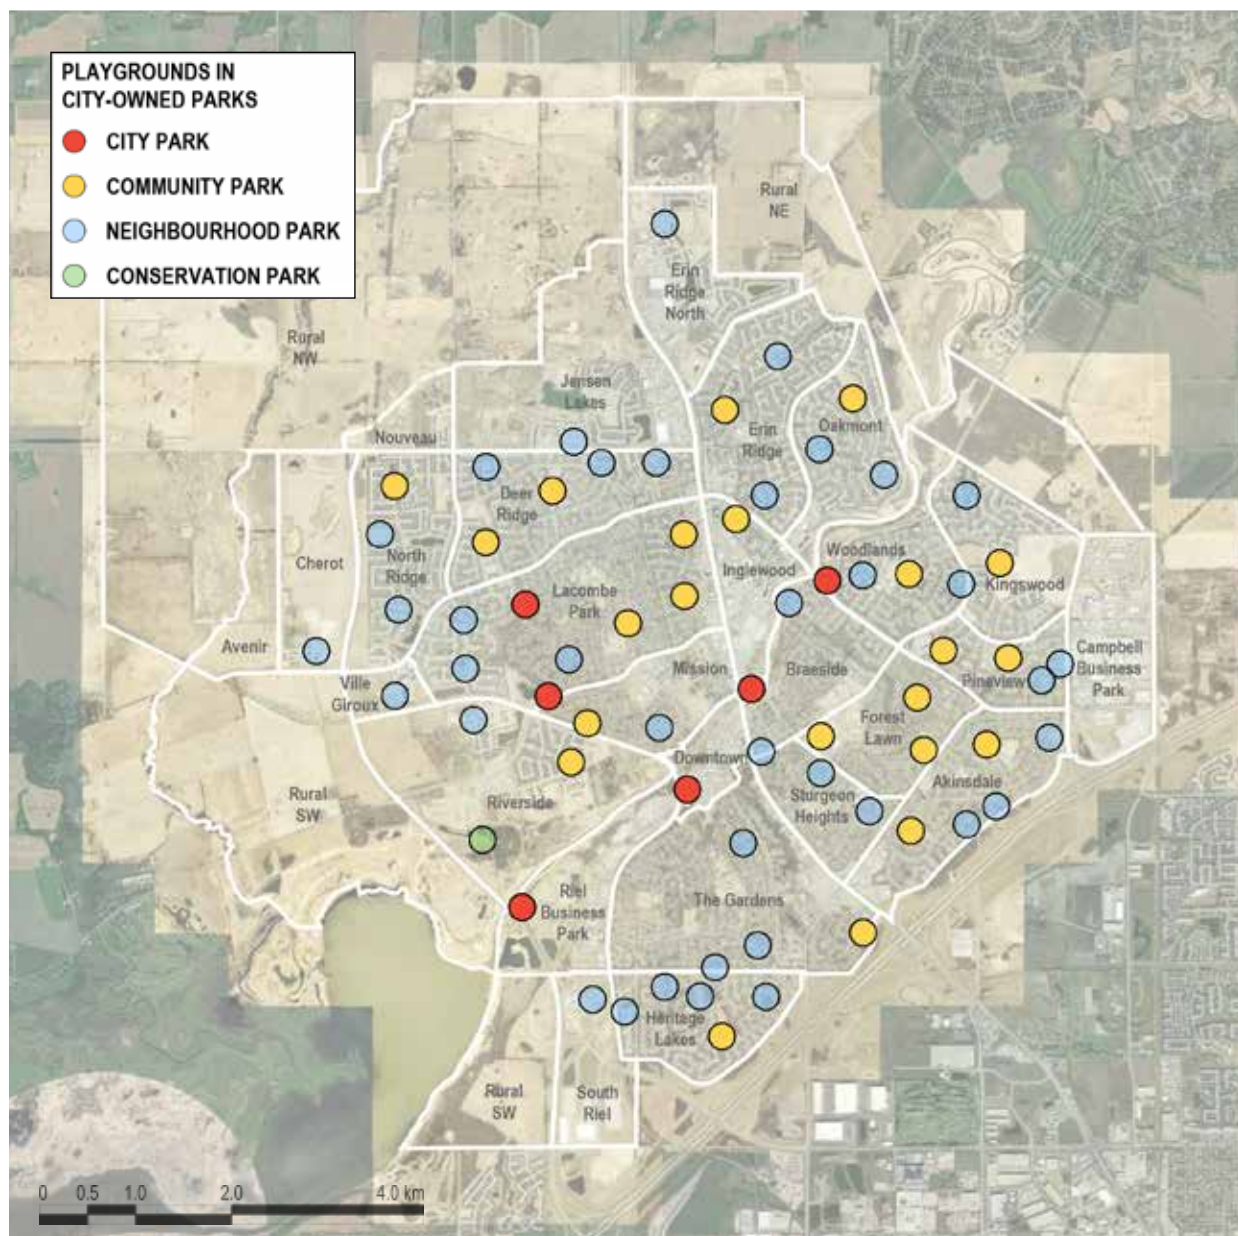 PLAYGROUNDS IN
CITY-OWNED PARKS
CITY PARK
COMMUNITY PARK
NEIGHBOURHOOD PARK
CONSERVATION PARK
Rural
NE
Erin
Ridge
North
Rural
NW
Jensen
Lakes
Nouveau
Erin
Ridge
Oakmont
Deer
Ridge
Cherot
North
Ridge
Lacombe
Park
Inglewood
Woodlands
Kingswood
Avenir
Ville
Giroux
Mission
Braeside
Pineview
Campbell
Business
Park
Forest
Lawn
Downtown
Akinsdale
Sturgeon
Heights
Rural
SW
Riverside
Riel
Business
Park
The Gardens
Heritage
Lakes
Rural
SW
South
Riel
0 0.5 1.0 2.0 4.0 km